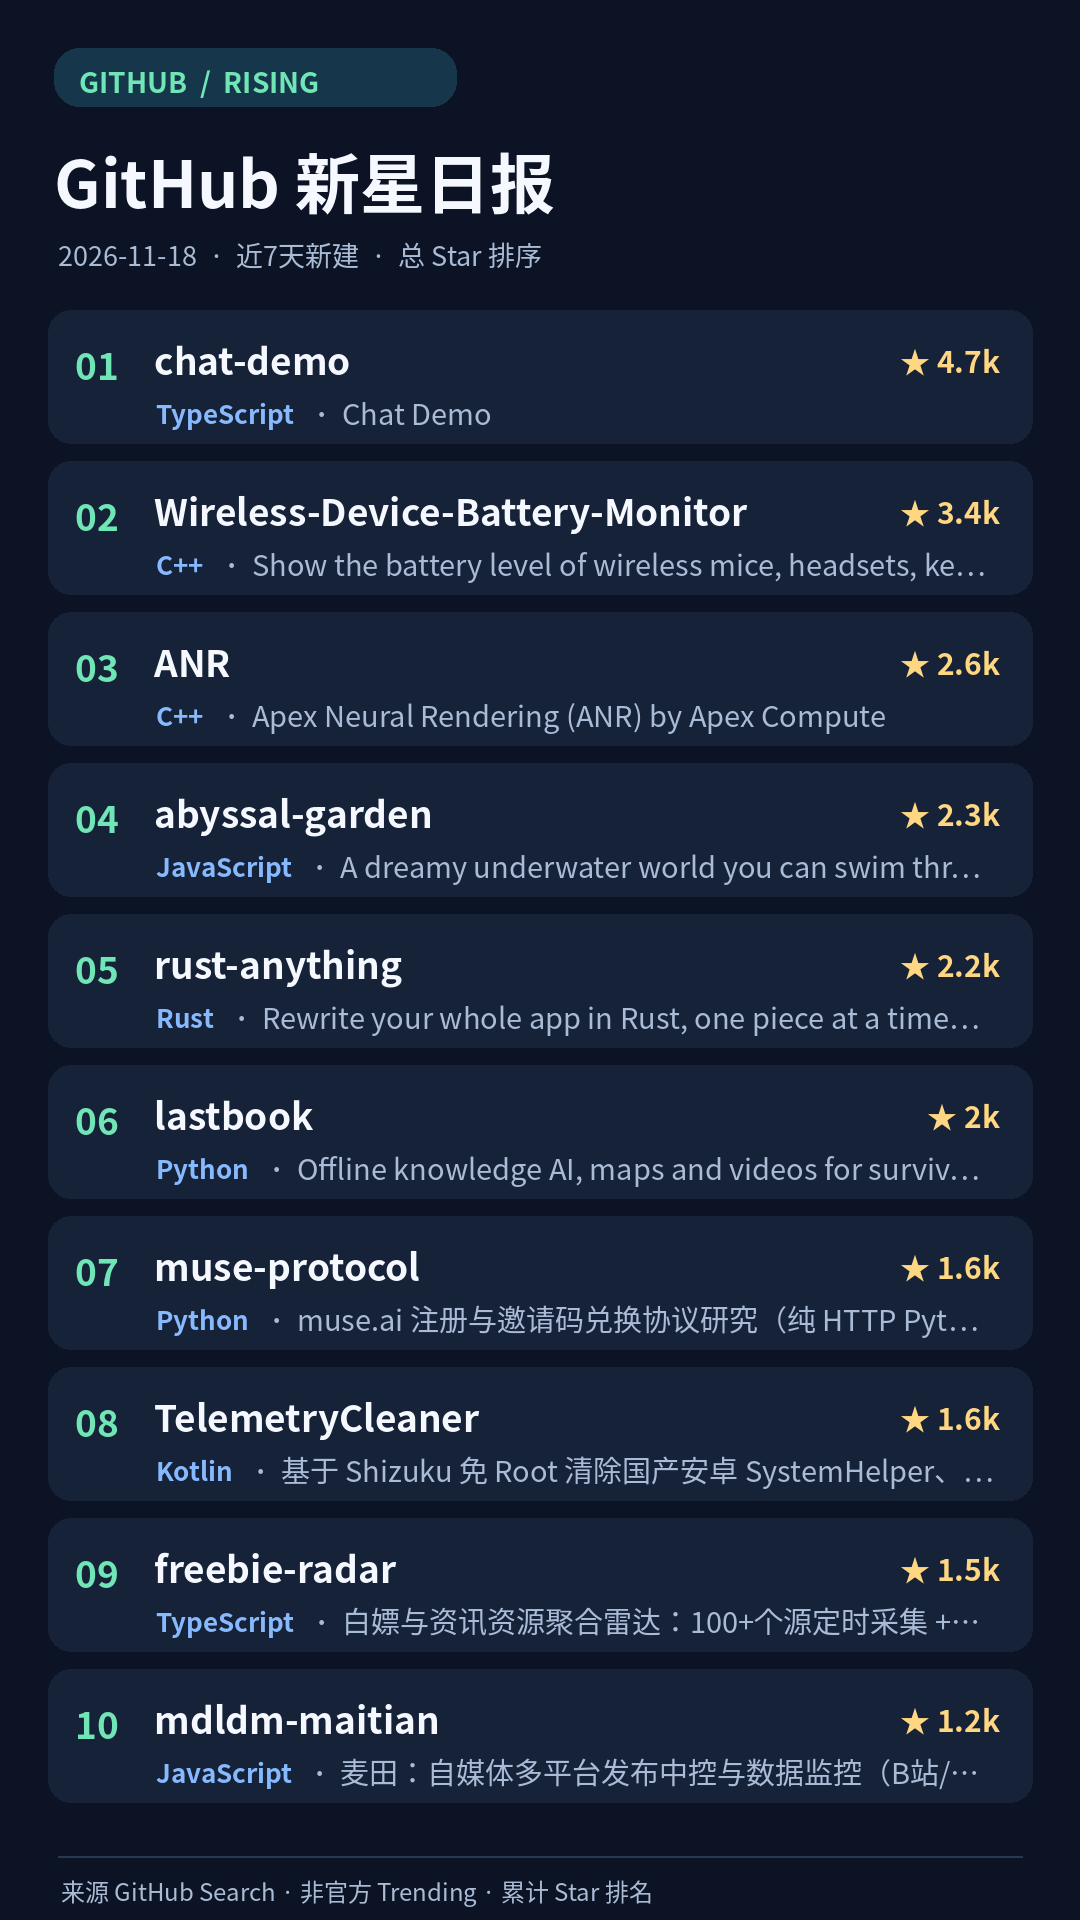 GITHUB / RISING
GitHub 新星日报
2026-11-18 · 近7天新建 · 总 Star 排序
01 chat-demo ★ 4.7k
TypeScript · Chat Demo
02 Wireless-Device-Battery-Monitor ★ 3.4k
C++ · Show the battery level of wireless mice, headsets, ke…
03 ANR ★ 2.6k
C++ · Apex Neural Rendering (ANR) by Apex Compute
04 abyssal-garden ★ 2.3k
JavaScript · A dreamy underwater world you can swim thr…
05 rust-anything ★ 2.2k
Rust · Rewrite your whole app in Rust, one piece at a time…
06 lastbook ★ 2k
Python · Offline knowledge AI, maps and videos for surviv…
07 muse-protocol ★ 1.6k
Python · muse.ai 注册与邀请码兑换协议研究（纯 HTTP Pyt…
08 TelemetryCleaner ★ 1.6k
Kotlin · 基于 Shizuku 免 Root 清除国产安卓 SystemHelper、…
09 freebie-radar ★ 1.5k
TypeScript · 白嫖与资讯资源聚合雷达：100+个源定时采集 +…
10 mdldm-maitian ★ 1.2k
JavaScript · 麦田：自媒体多平台发布中控与数据监控（B站/…
来源 GitHub Search · 非官方 Trending · 累计 Star 排名